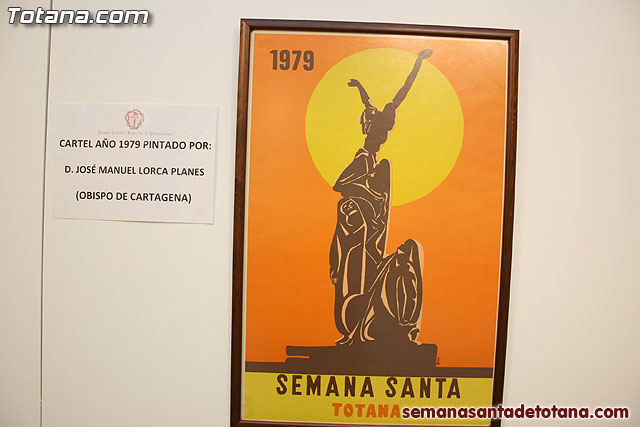 Totana.com
CARTEL AÑO 1979 PINTADO POR:
D. JOSÉ MANUEL LORCA PLANES
(OBISPO DE CARTAGENA)
1979
SEMANA SANTA
TOTANA
semanasantadetotana.com